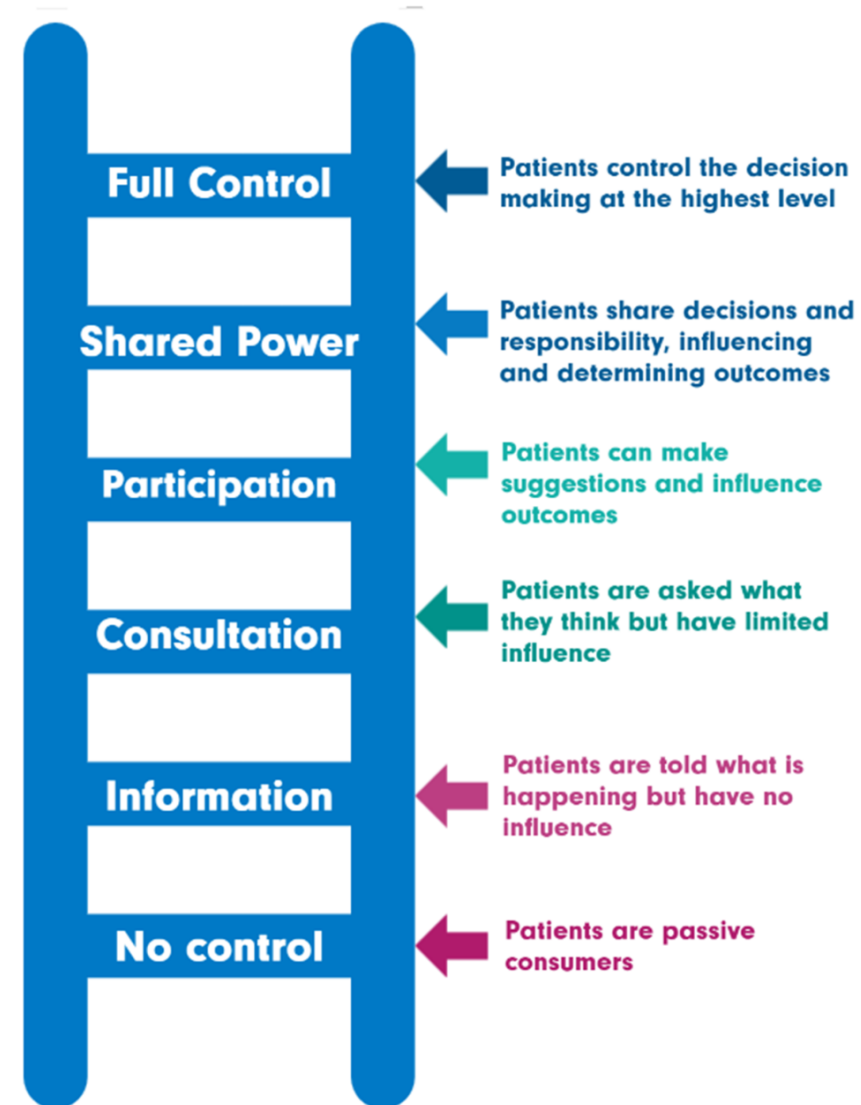 Full Control
Patients control the decision
making at the highest level
Shared Power
Patients share decisions and
responsibility, influencing
and determining outcomes
Participation
Patients can make
suggestions and influence
outcomes
Consultation
Patients are asked what
they think but have limited
influence
Information
Patients are told what is
happening but have no
influence
No control
Patients are passive
consumers